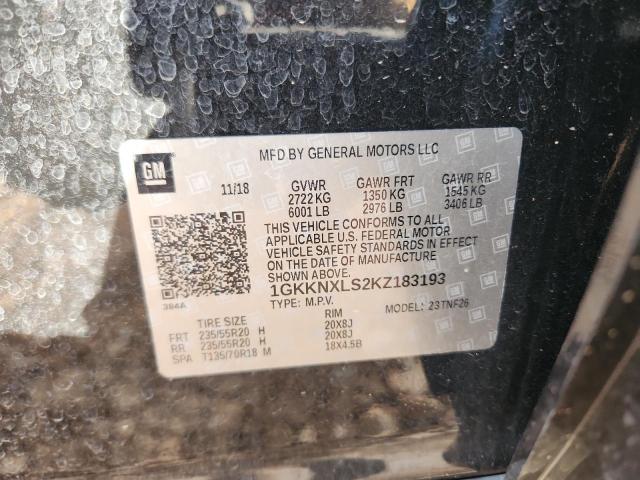 GM
MFD BY GENERAL MOTORS LLC
11/18 GVWR GAWR FRT GAWR RR
2722 KG 1350 KG 1545 KG
6001 LB 2976 LB 3406 LB
THIS VEHICLE CONFORMS TO ALL
APPLICABLE U.S. FEDERAL MOTOR
VEHICLE SAFETY STANDARDS IN EFFECT
ON THE DATE OF MANUFACTURE
SHOWN ABOVE.
1GKKNXLS2KZ183193
384A TYPE: M.P.V. MODEL: 23TNF26
TIRE SIZE RIM
FRT 235/55R20 H 20X8J
RR 235/55R20 H 20X8J
SPA T135/70R18 M 18X4.5B